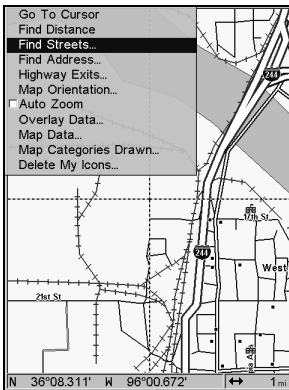 Go To Cursor
Find Distance
Find Streets...
Find Address...
Highway Exits...
Map Orientation...
Auto Zoom
Overlay Data...
Map Data...
Map Categories Drawn...
Delete My Icons...
244
17th St
244
West
21st St
N 36°08.311' W 96°00.672' ↔ 1 mi